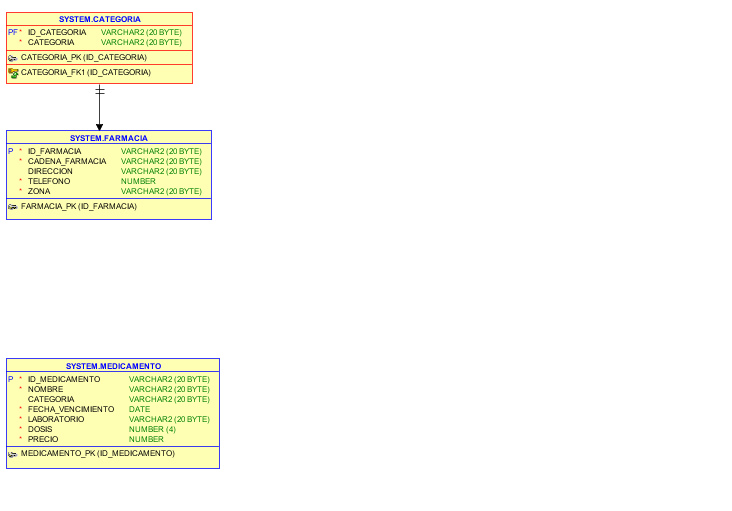 SYSTEM.CATEGORIA
PF * ID_CATEGORIA VARCHAR2 (20 BYTE)
* CATEGORIA VARCHAR2 (20 BYTE)
CATEGORIA_PK (ID_CATEGORIA)
CATEGORIA_FK1 (ID_CATEGORIA)
SYSTEM.FARMACIA
P * ID_FARMACIA VARCHAR2 (20 BYTE)
* CADENA_FARMACIA VARCHAR2 (20 BYTE)
DIRECCION VARCHAR2 (20 BYTE)
* TELEFONO NUMBER
* ZONA VARCHAR2 (20 BYTE)
FARMACIA_PK (ID_FARMACIA)
SYSTEM.MEDICAMENTO
P * ID_MEDICAMENTO VARCHAR2 (20 BYTE)
* NOMBRE VARCHAR2 (20 BYTE)
CATEGORIA VARCHAR2 (20 BYTE)
* FECHA_VENCIMIENTO DATE
* LABORATORIO VARCHAR2 (20 BYTE)
* DOSIS NUMBER (4)
* PRECIO NUMBER
MEDICAMENTO_PK (ID_MEDICAMENTO)